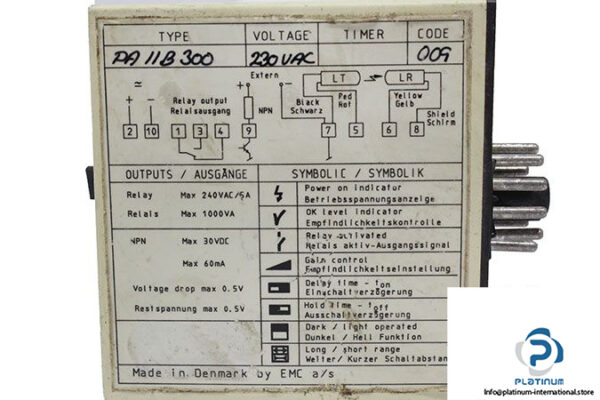 TYPE VOLTAGE TIMER CODE
PA 11B 300 230VAC 009
Extern
≃ + − Relay output Relaisausgang + NPN Black Schwarz LT LR
Red Hot Yellow Gelb Shield Schirm
2 10 1 3 4 9 7 5 6 8
OUTPUTS / AUSGÄNGE SYMBOLIC / SYMBOLIK
Relay Max 240VAC/5A
Relais Max 1000VA
NPN Max 30VDC
Max 60mA
Voltage drop max 0.5V
Restspannung max 0.5V
Power on indicator
Betriebsspannungsanzeige
OK level indicator
Empfindlichkeitskontrolle
Relay activated
Relais aktiv-Ausgangssignal
Gain control
Empfindlichkeitseinstellung
Delay time - ton
Einschaltverzögerung
Hold time - toff
Ausschaltverzögerung
Dark / light operated
Dunkel / Hell Funktion
Long / short range
Weiter/Kurzer Schaltabstand
Made in Denmark by EMC a/s
PLATINUM
info@platinum-international.store